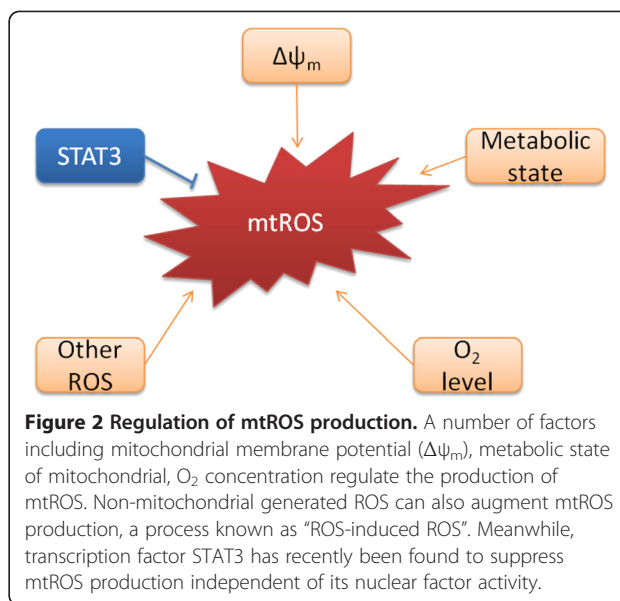 Δψm
STAT3
Metabolic
state
mtROS
Other
ROS
O2
level
Figure 2 Regulation of mtROS production. A number of factors
including mitochondrial membrane potential (Δψm), metabolic state
of mitochondrial, O2 concentration regulate the production of
mtROS. Non-mitochondrial generated ROS can also augment mtROS
production, a process known as “ROS-induced ROS”. Meanwhile,
transcription factor STAT3 has recently been found to suppress
mtROS production independent of its nuclear factor activity.